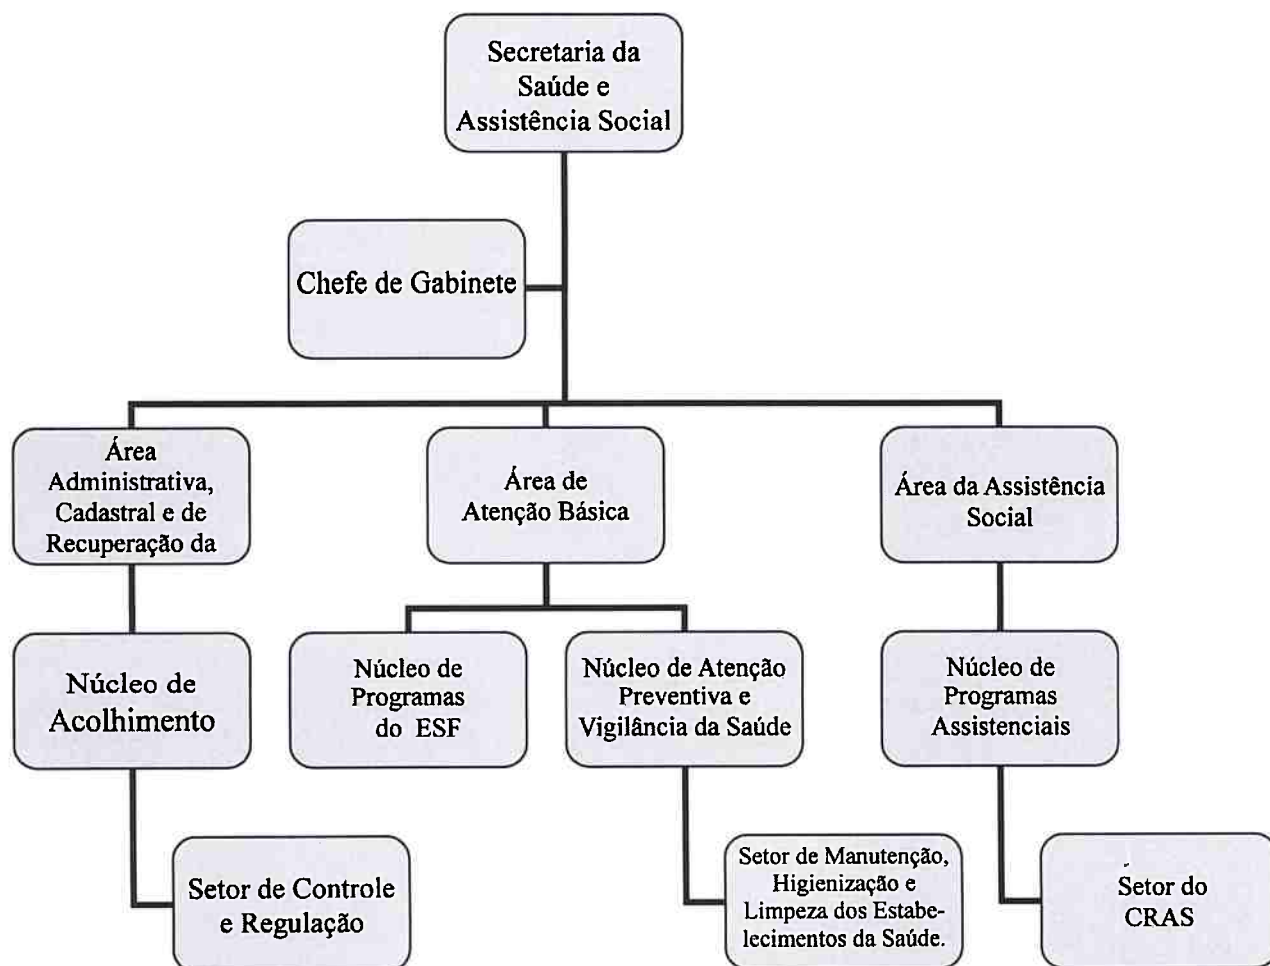 Secretaria da
Saúde e
Assistência Social
Chefe de Gabinete
Área
Administrativa,
Cadastral e de
Recuperação da
Área de
Atenção Básica
Área da Assistência
Social
Núcleo de
Acolhimento
Núcleo de
Programas
do ESF
Núcleo de Atenção
Preventiva e
Vigilância da Saúde
Núcleo de
Programas
Assistenciais
Setor de Controle
e Regulação
Setor de Manutenção,
Higienização e
Limpeza dos Estabe-
lecimentos da Saúde.
Setor do
CRAS